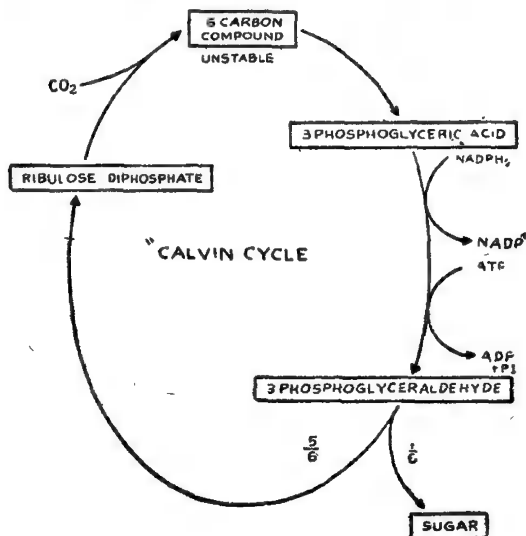 6 CARBON
COMPOUND
UNSTABLE
CO₂
3 PHOSPHOGLYCERIC ACID
NADPH₂
RIBULOSE DIPHOSPHATE
NADP⁺
"CALVIN CYCLE
ATP
ADP
+PI
3 PHOSPHOGLYCERALDEHYDE
5/6
1/6
SUGAR